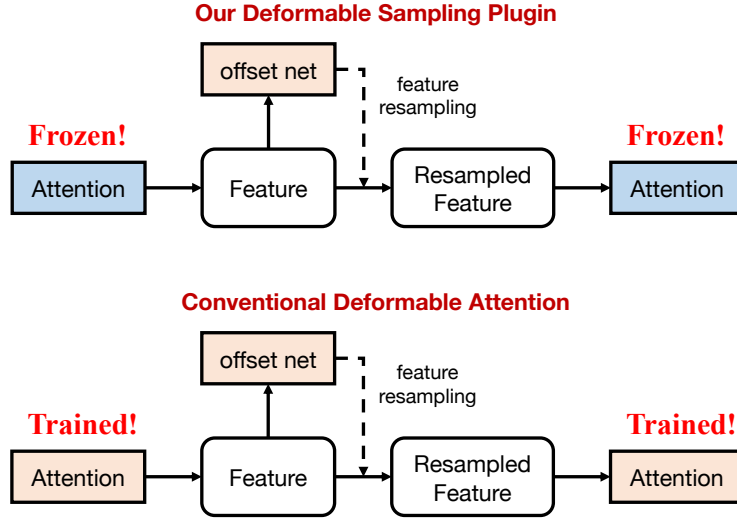 Our Deformable Sampling Plugin
offset net
feature
resampling
Frozen!
Frozen!
Attention
Feature
Resampled
Feature
Attention
Conventional Deformable Attention
offset net
feature
resampling
Trained!
Trained!
Attention
Feature
Resampled
Feature
Attention